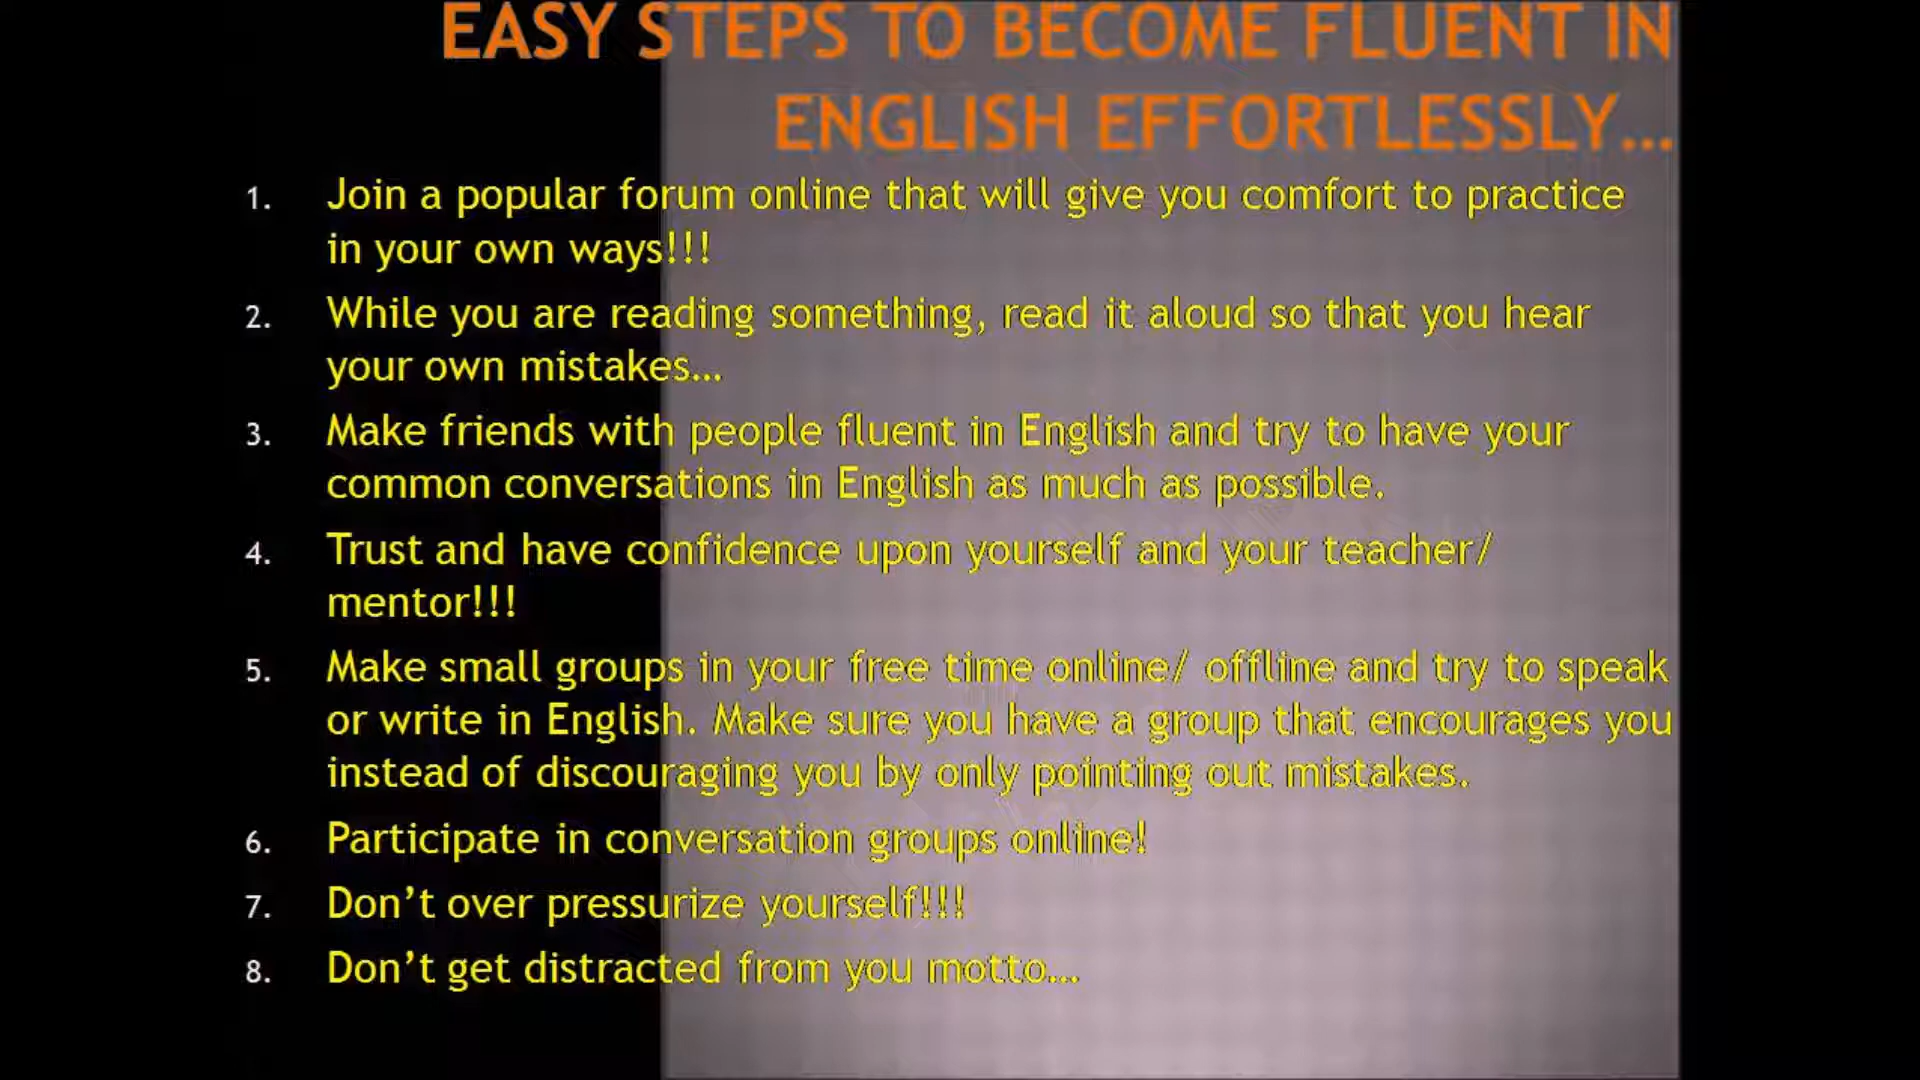 EASY STEPS TO BECOME FLUENT IN
ENGLISH EFFORTLESSLY…
1. Join a popular forum online that will give you comfort to practice
in your own ways!!!
2. While you are reading something, read it aloud so that you hear
your own mistakes…
3. Make friends with people fluent in English and try to have your
common conversations in English as much as possible.
4. Trust and have confidence upon yourself and your teacher/
mentor!!!
5. Make small groups in your free time online/ offline and try to speak
or write in English. Make sure you have a group that encourages you
instead of discouraging you by only pointing out mistakes.
6. Participate in conversation groups online!
7. Don’t over pressurize yourself!!!
8. Don’t get distracted from you motto…